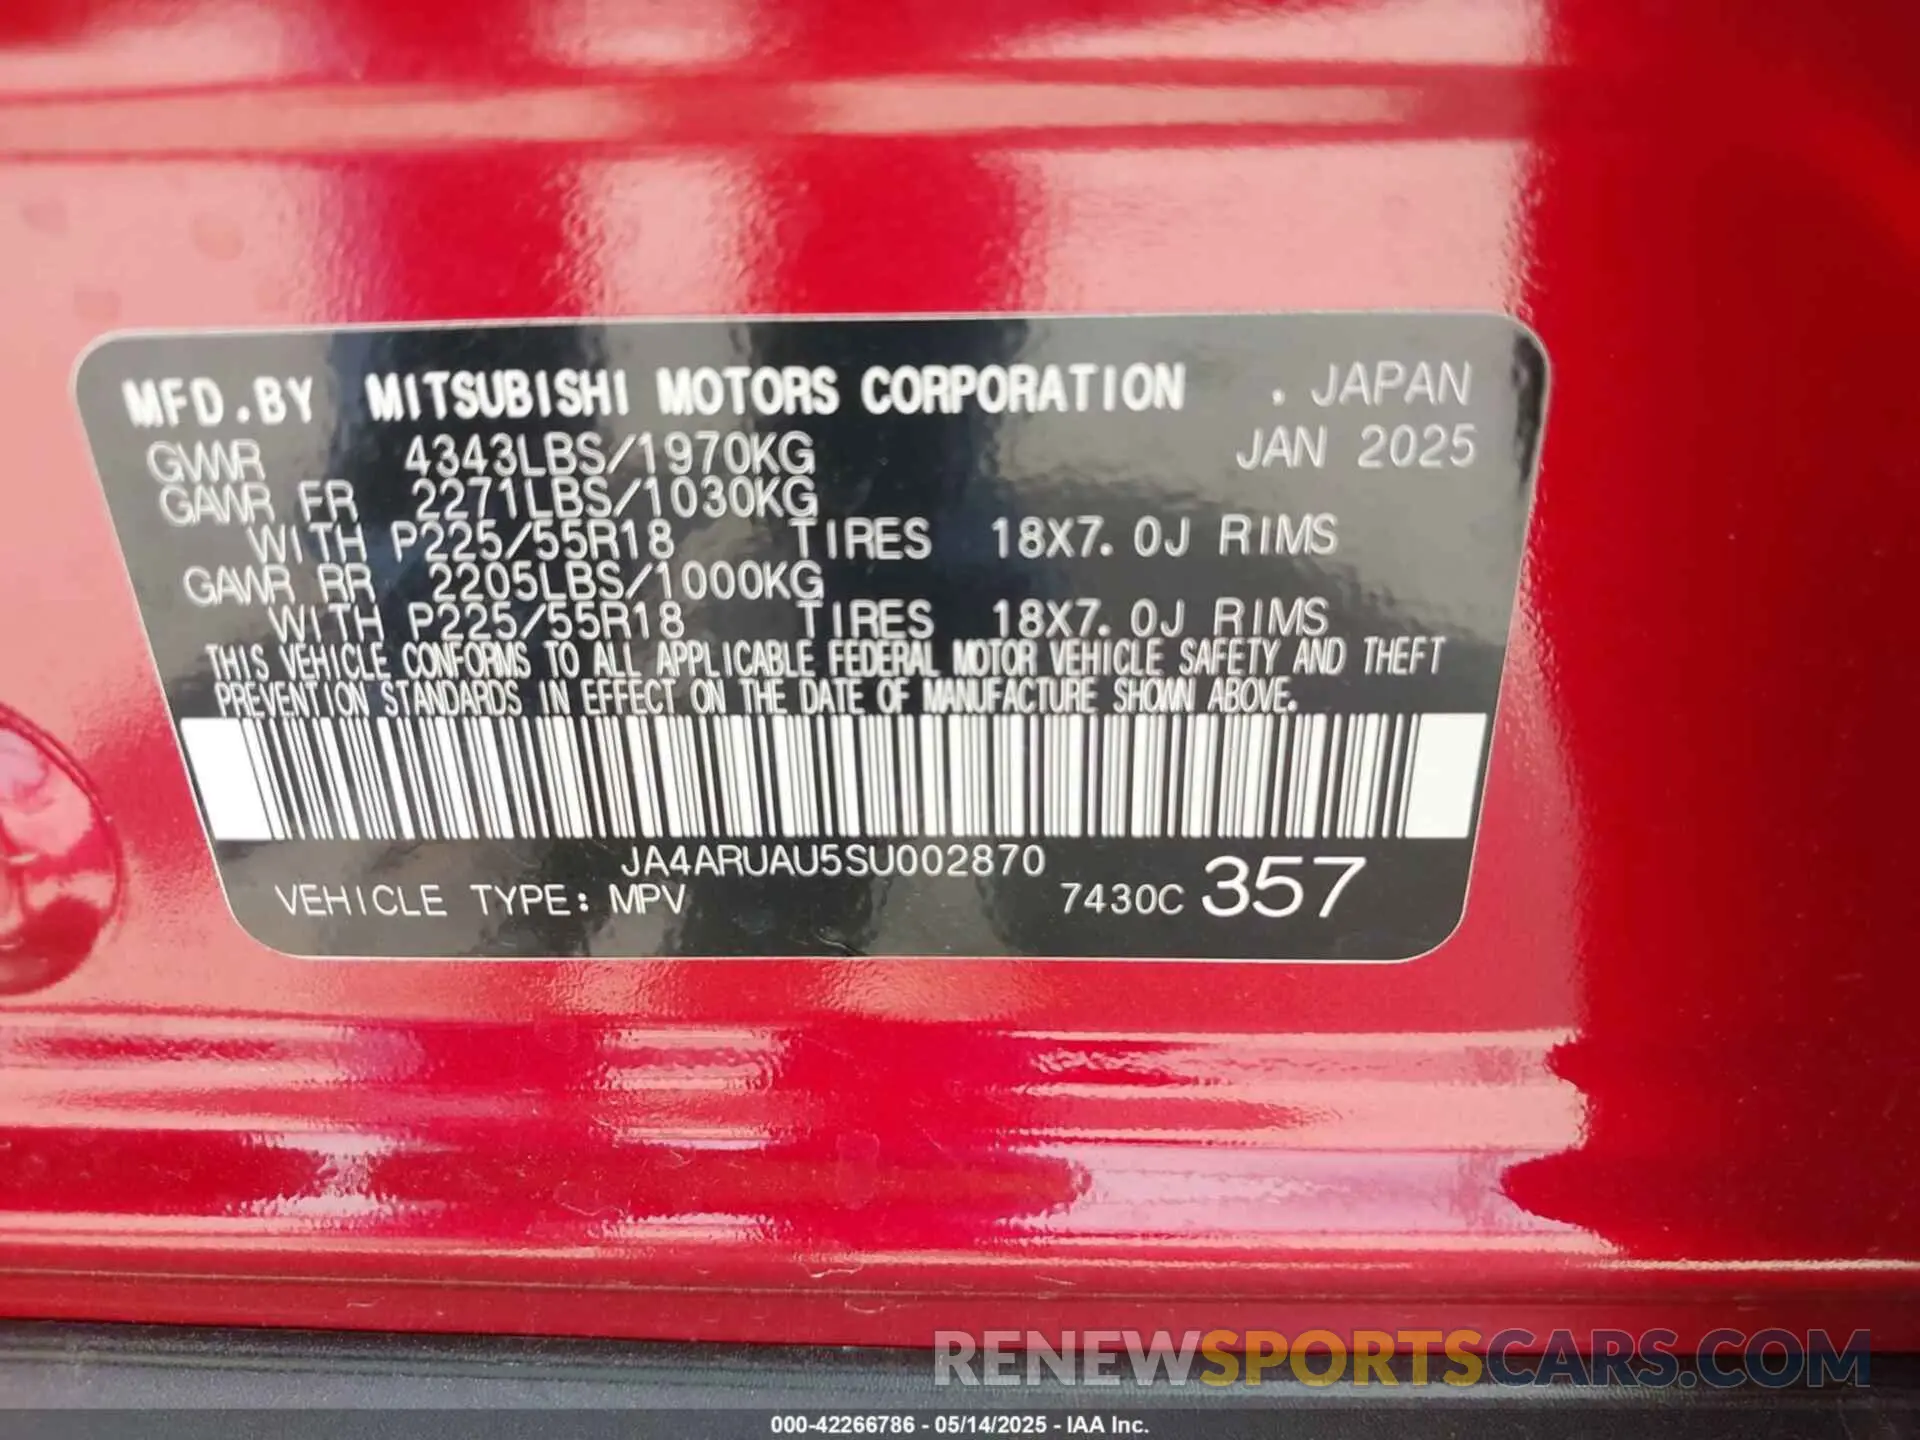 MFD.BY MITSUBISHI MOTORS CORPORATION . JAPAN
GVWR 4343LBS/1970KG JAN 2025
GAWR FR 2271LBS/1030KG
WITH P225/55R18 TIRES 18X7.0J RIMS
GAWR RR 2205LBS/1000KG
WITH P225/55R18 TIRES 18X7.0J RIMS
THIS VEHICLE CONFORMS TO ALL APPLICABLE FEDERAL MOTOR VEHICLE SAFETY AND THEFT
PREVENTION STANDARDS IN EFFECT ON THE DATE OF MANUFACTURE SHOWN ABOVE.
JA4ARUAU5SU002870
VEHICLE TYPE: MPV 7430C 357
RENEWSPORTSCARS.COM
000-42266786 - 05/14/2025 - IAA Inc.